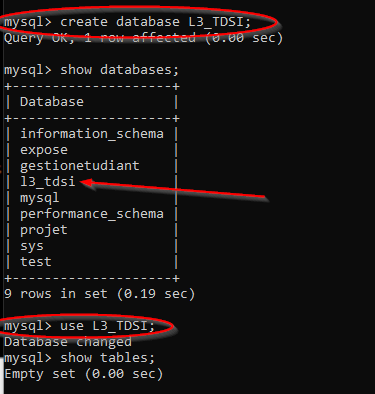 mysql> create database L3_TDSI;
Query OK, 1 row affected (0.00 sec)
mysql> show databases;
+--------------------+
| Database           |
+--------------------+
| information_schema |
| expose             |
| gestionetudiant    |
| l3_tdsi            |
| mysql              |
| performance_schema |
| projet             |
| sys                |
| test               |
+--------------------+
9 rows in set (0.19 sec)
mysql> use L3_TDSI;
Database changed
mysql> show tables;
Empty set (0.00 sec)